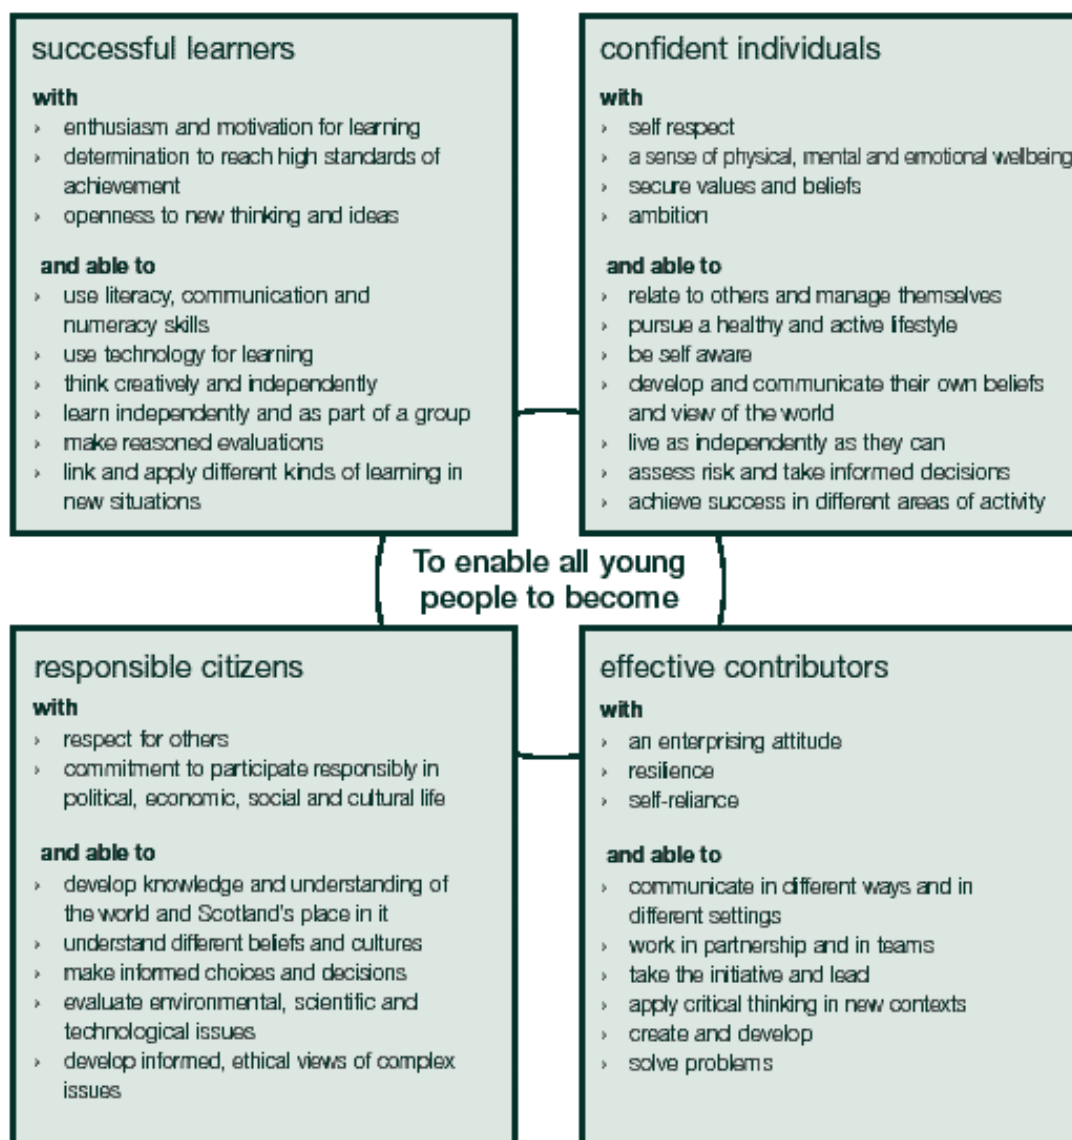 successful learners
with
› enthusiasm and motivation for learning
› determination to reach high standards of
achievement
› openness to new thinking and ideas
and able to
› use literacy, communication and
numeracy skills
› use technology for learning
› think creatively and independently
› learn independently and as part of a group
› make reasoned evaluations
› link and apply different kinds of learning in
new situations
confident individuals
with
› self respect
› a sense of physical, mental and emotional wellbeing
› secure values and beliefs
› ambition
and able to
› relate to others and manage themselves
› pursue a healthy and active lifestyle
› be self aware
› develop and communicate their own beliefs
and view of the world
› live as independently as they can
› assess risk and take informed decisions
› achieve success in different areas of activity
To enable all young
people to become
responsible citizens
with
› respect for others
› commitment to participate responsibly in
political, economic, social and cultural life
and able to
› develop knowledge and understanding of
the world and Scotland's place in it
› understand different beliefs and cultures
› make informed choices and decisions
› evaluate environmental, scientific and
technological issues
› develop informed, ethical views of complex
issues
effective contributors
with
› an enterprising attitude
› resilience
› self-reliance
and able to
› communicate in different ways and in
different settings
› work in partnership and in teams
› take the initiative and lead
› apply critical thinking in new contexts
› create and develop
› solve problems